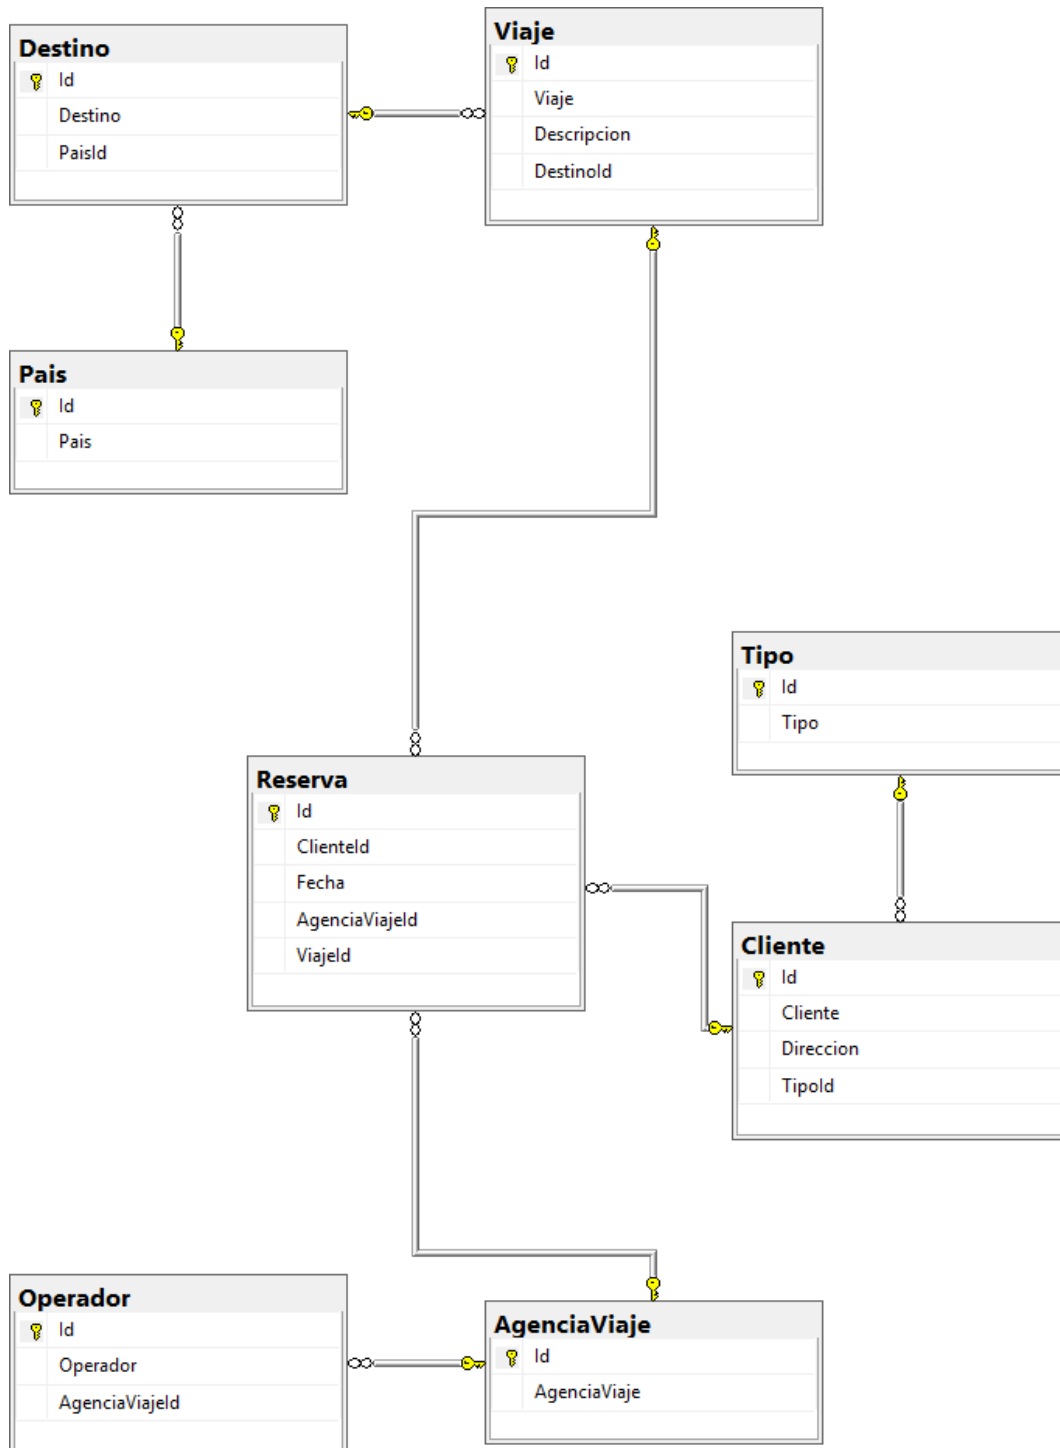 Destino
Id
Destino
PaisId
Viaje
Id
Viaje
Descripcion
DestinoId
Pais
Id
Pais
Tipo
Id
Tipo
Reserva
Id
ClienteId
Fecha
AgenciaViajeId
ViajeId
Cliente
Id
Cliente
Direccion
TipoId
Operador
Id
Operador
AgenciaViajeId
AgenciaViaje
Id
AgenciaViaje